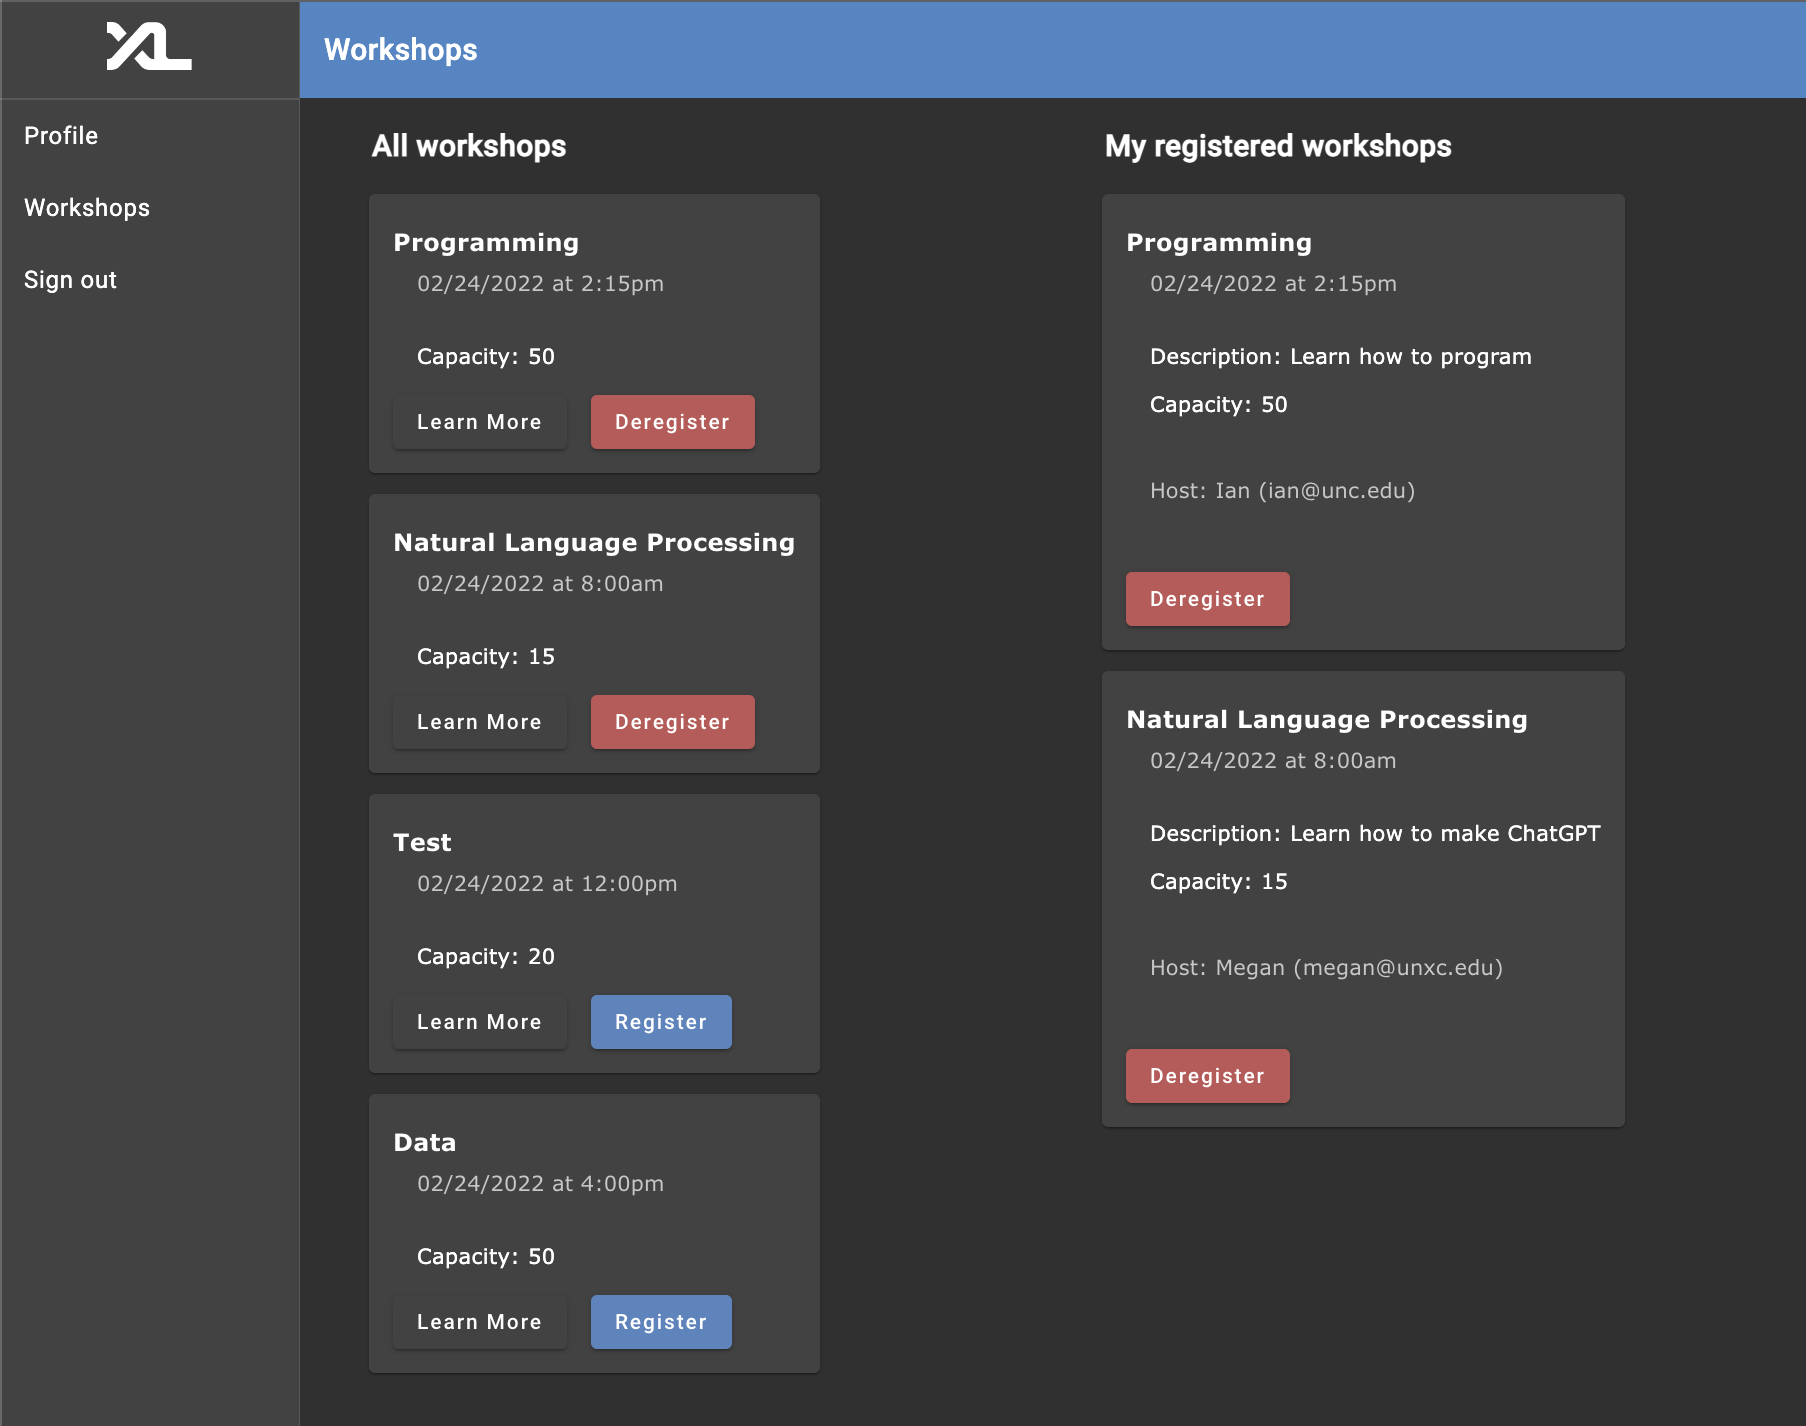 XL
Workshops
Profile
Workshops
Sign out
All workshops
Programming
02/24/2022 at 2:15pm
Capacity: 50
Learn More
Deregister
Natural Language Processing
02/24/2022 at 8:00am
Capacity: 15
Learn More
Deregister
Test
02/24/2022 at 12:00pm
Capacity: 20
Learn More
Register
Data
02/24/2022 at 4:00pm
Capacity: 50
Learn More
Register
My registered workshops
Programming
02/24/2022 at 2:15pm
Description: Learn how to program
Capacity: 50
Host: Ian (ian@unc.edu)
Deregister
Natural Language Processing
02/24/2022 at 8:00am
Description: Learn how to make ChatGPT
Capacity: 15
Host: Megan (megan@unxc.edu)
Deregister